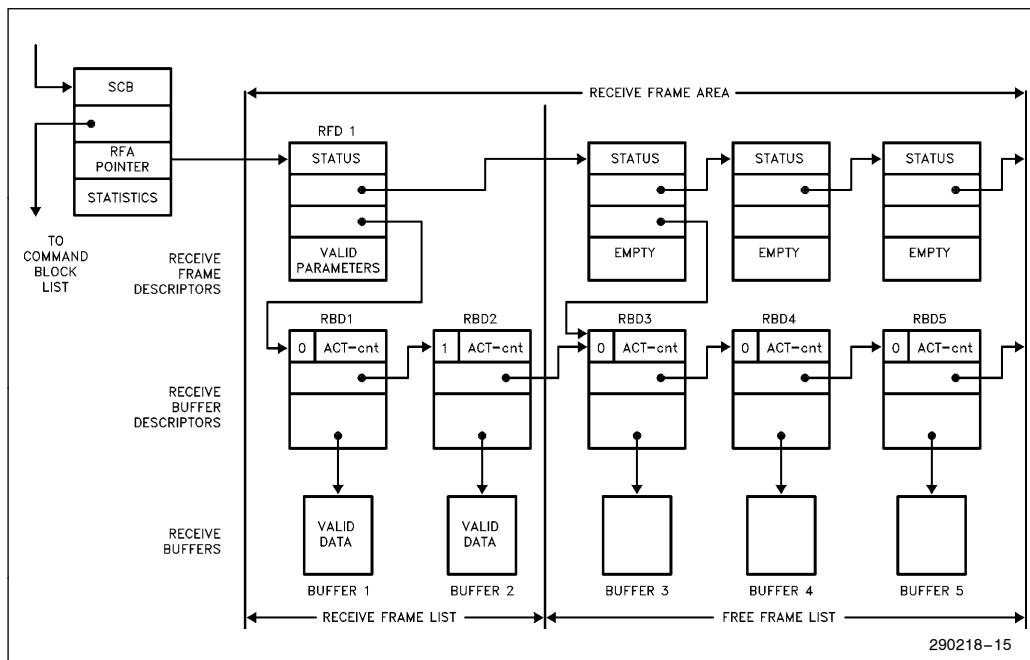 SCB
RFA
POINTER
STATISTICS
TO
COMMAND
BLOCK
LIST
RECEIVE FRAME AREA
RECEIVE
FRAME
DESCRIPTORS
RFD 1
STATUS
VALID
PARAMETERS
STATUS
EMPTY
STATUS
EMPTY
STATUS
EMPTY
RECEIVE
BUFFER
DESCRIPTORS
RBD1
0 ACT-cnt
RBD2
1 ACT-cnt
RBD3
0 ACT-cnt
RBD4
0 ACT-cnt
RBD5
0 ACT-cnt
RECEIVE
BUFFERS
VALID
DATA
BUFFER 1
VALID
DATA
BUFFER 2
BUFFER 3
BUFFER 4
BUFFER 5
RECEIVE FRAME LIST
FREE FRAME LIST
290218-15